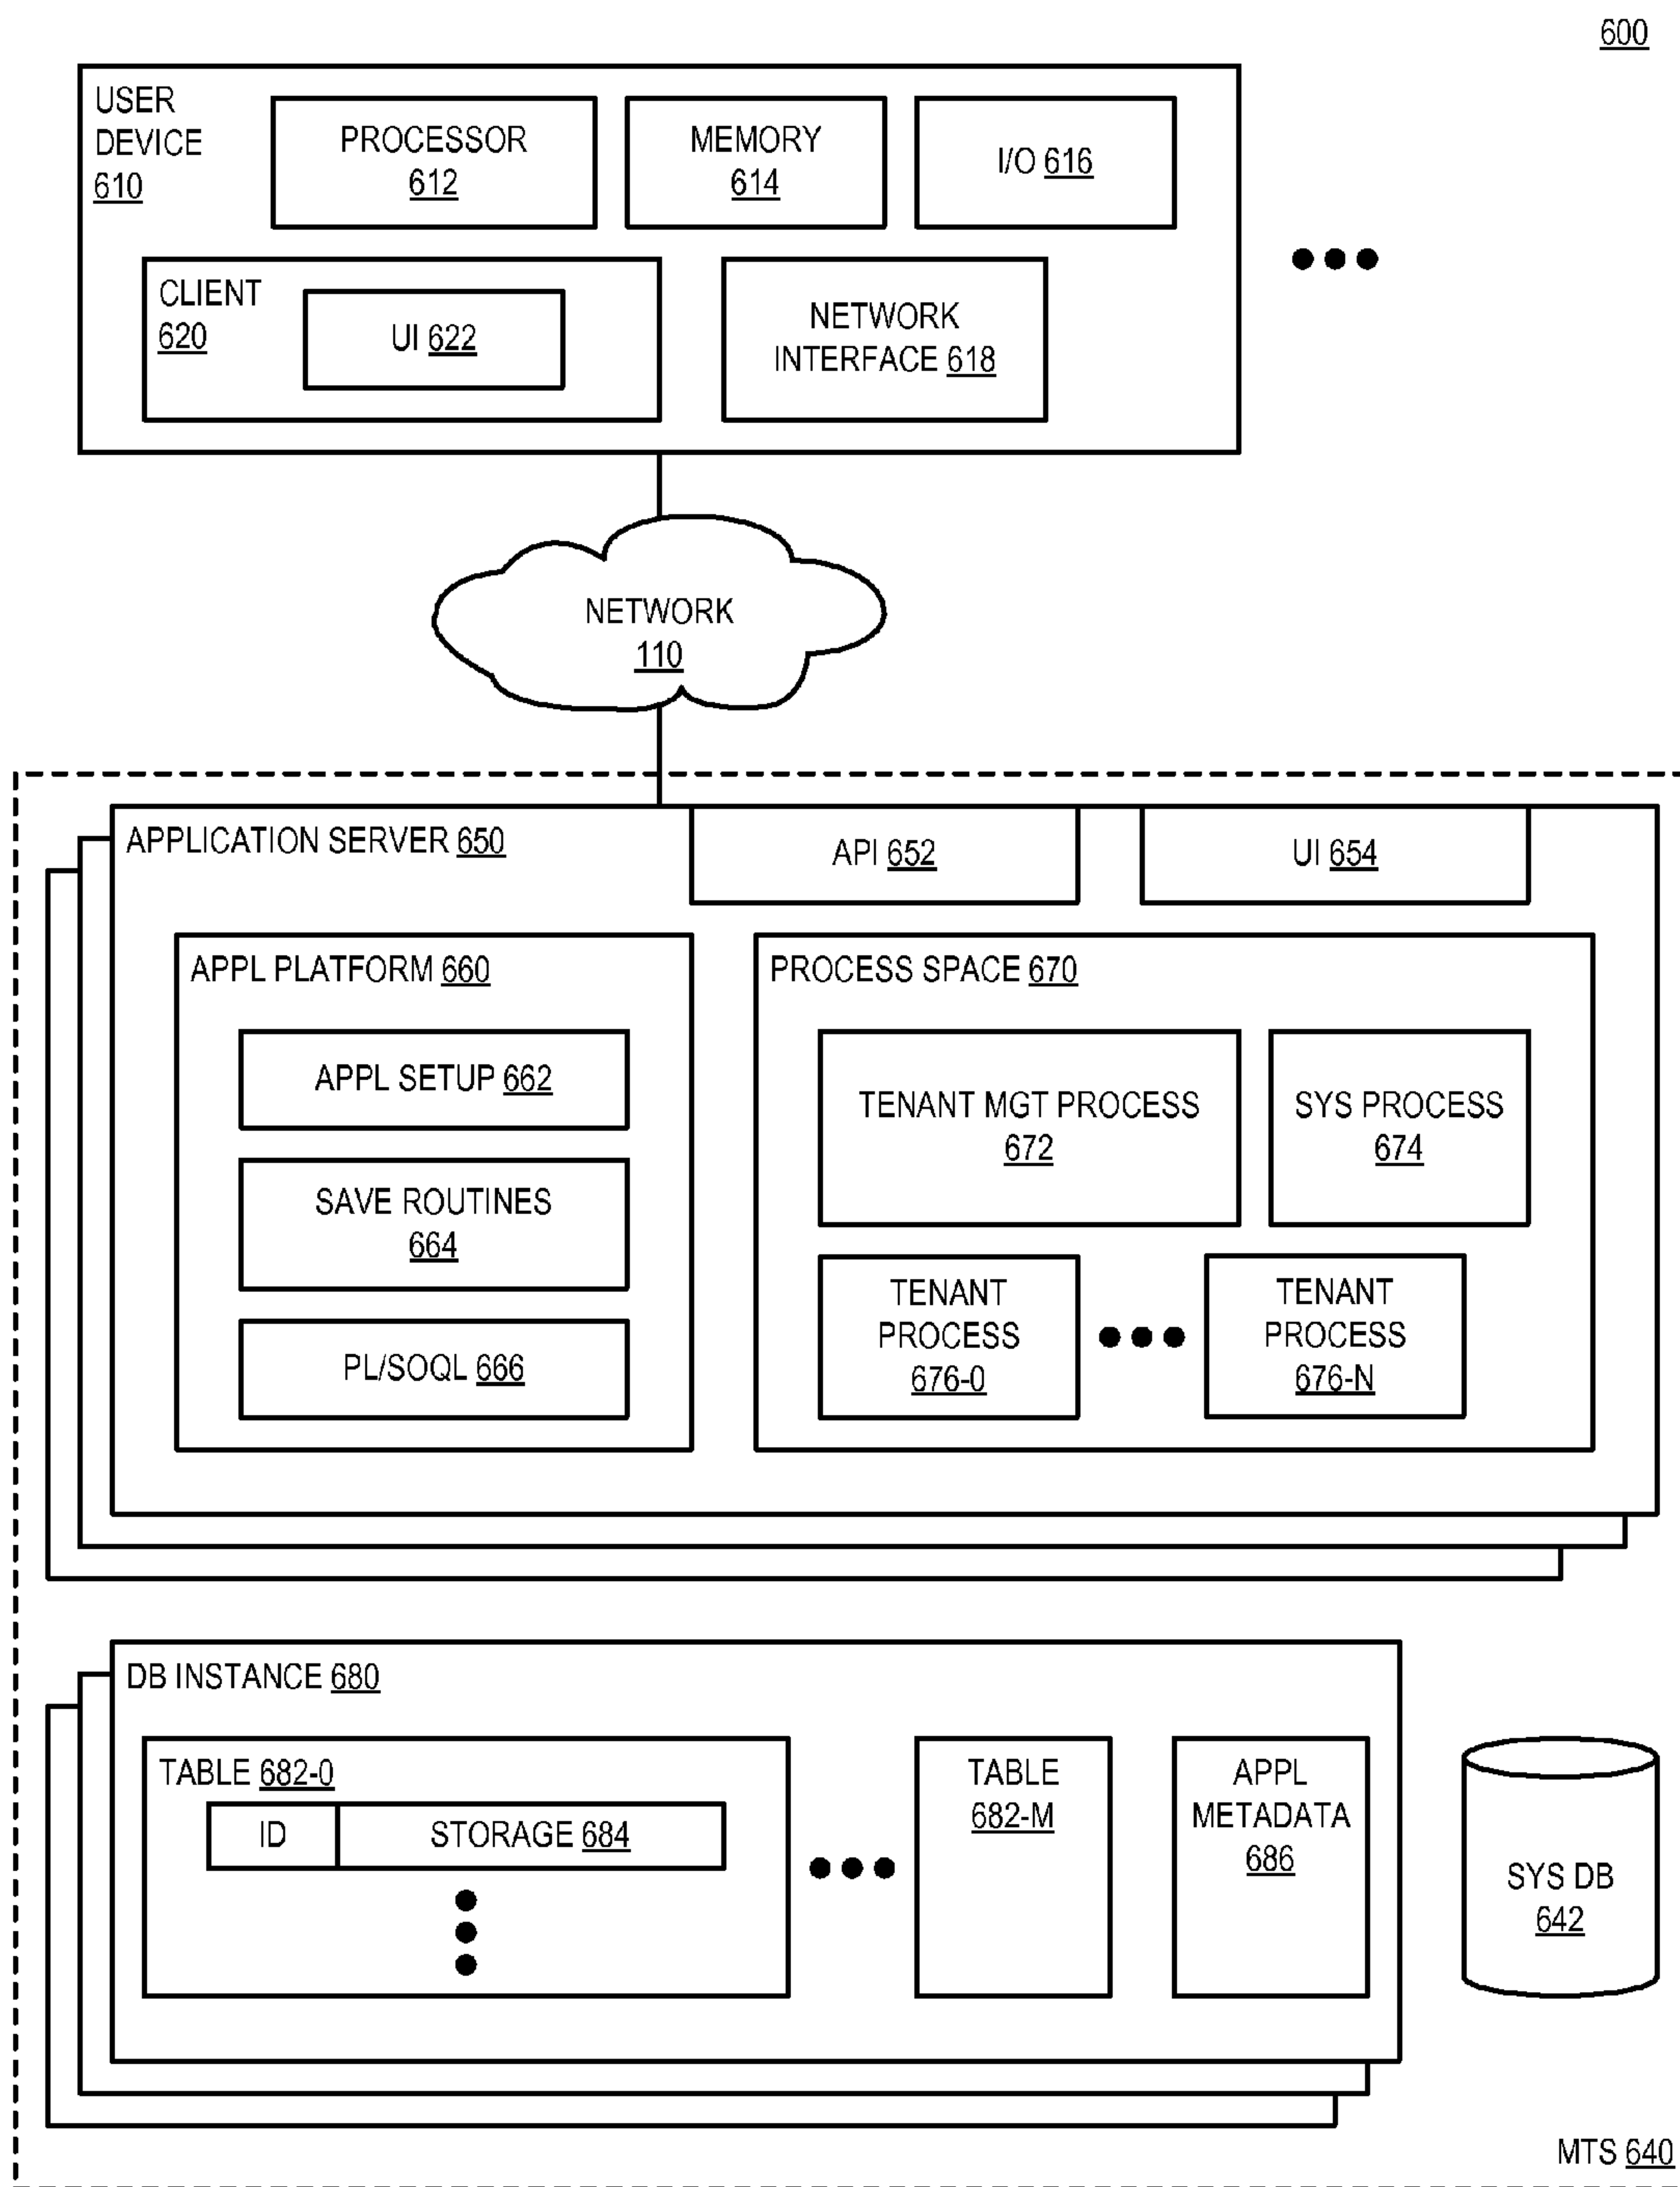 600
USER
DEVICE
610
PROCESSOR
612
MEMORY
614
I/O 616
CLIENT
620
UI 622
NETWORK
INTERFACE 618
NETWORK
110
APPLICATION SERVER 650
API 652
UI 654
APPL PLATFORM 660
APPL SETUP 662
SAVE ROUTINES
664
PL/SOQL 666
PROCESS SPACE 670
TENANT MGT PROCESS
672
SYS PROCESS
674
TENANT
PROCESS
676-0
TENANT
PROCESS
676-N
DB INSTANCE 680
TABLE 682-0
ID
STORAGE 684
TABLE
682-M
APPL
METADATA
686
SYS DB
642
MTS 640